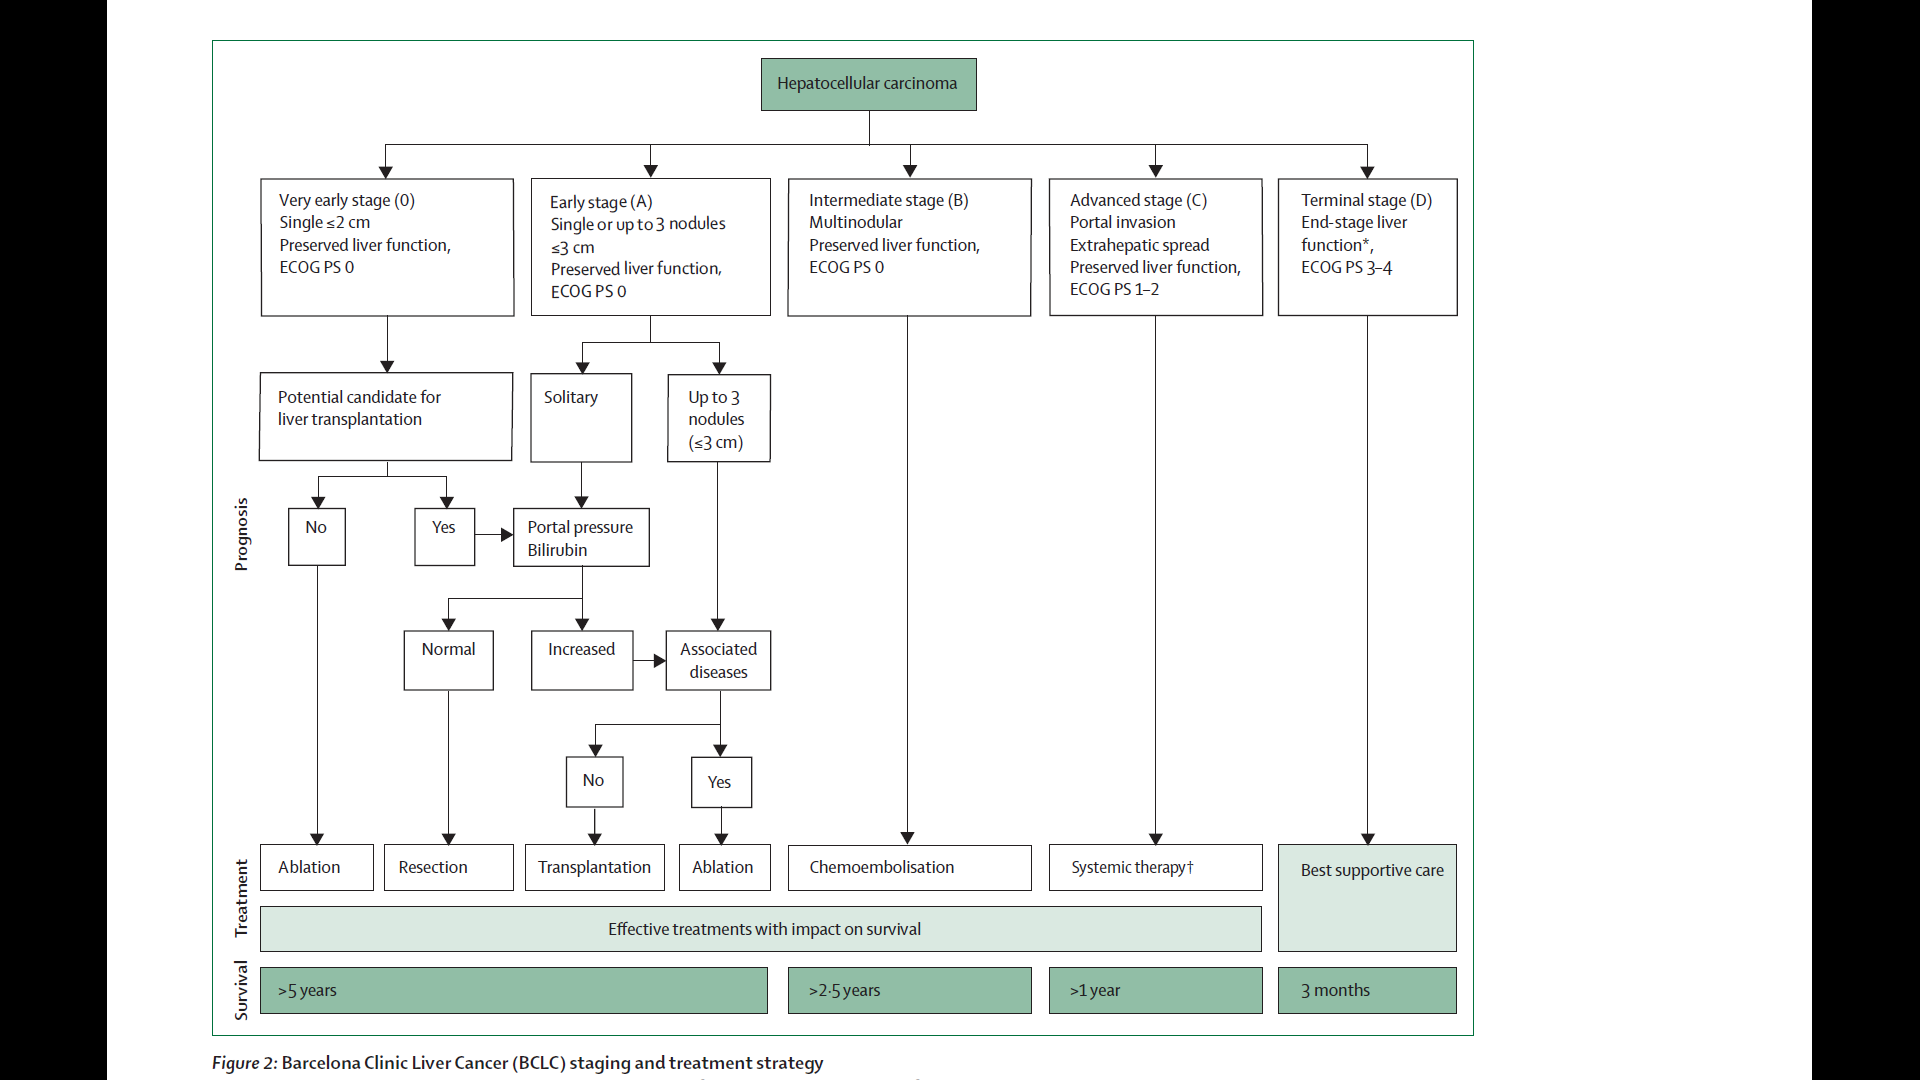 Hepatocellular carcinoma
Very early stage (0)
Single ≤2 cm
Preserved liver function,
ECOG PS 0
Early stage (A)
Single or up to 3 nodules
≤3 cm
Preserved liver function,
ECOG PS 0
Intermediate stage (B)
Multinodular
Preserved liver function,
ECOG PS 0
Advanced stage (C)
Portal invasion
Extrahepatic spread
Preserved liver function,
ECOG PS 1–2
Terminal stage (D)
End-stage liver
function*,
ECOG PS 3–4
Potential candidate for
liver transplantation
Solitary
Up to 3
nodules
(≤3 cm)
Prognosis
No
Yes
Portal pressure
Bilirubin
Normal
Increased
Associated
diseases
No
Yes
Treatment
Ablation
Resection
Transplantation
Ablation
Chemoembolisation
Systemic therapy†
Best supportive care
Effective treatments with impact on survival
Survival
>5 years
>2·5 years
>1 year
3 months
Figure 2: Barcelona Clinic Liver Cancer (BCLC) staging and treatment strategy